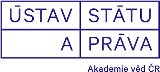 ÚSTAV STÁTU
A PRÁVA
Akademie věd ČR